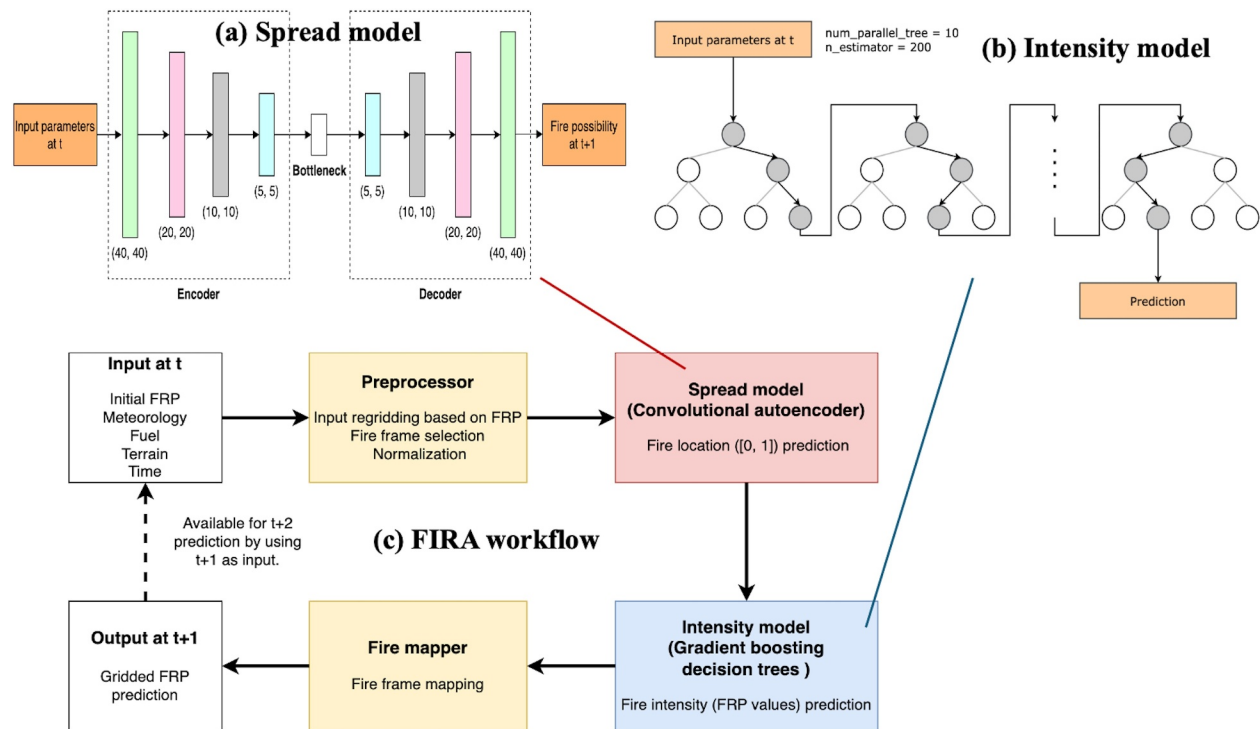 (a) Spread model
Input parameters
at t
(40, 40)
(20, 20)
(10, 10)
(5, 5)
Encoder
Bottleneck
(5, 5)
(10, 10)
(20, 20)
(40, 40)
Decoder
Fire possibility
at t+1
Input parameters at t
num_parallel_tree = 10
n_estimator = 200
(b) Intensity model
Prediction
Input at t
Initial FRP
Meteorology
Fuel
Terrain
Time
Preprocessor
Input regridding based on FRP
Fire frame selection
Normalization
Spread model
(Convolutional autoencoder)
Fire location ([0, 1]) prediction
Available for t+2
prediction by using
t+1 as input.
(c) FIRA workflow
Output at t+1
Gridded FRP
prediction
Fire mapper
Fire frame mapping
Intensity model
(Gradient boosting
decision trees )
Fire intensity (FRP values) prediction